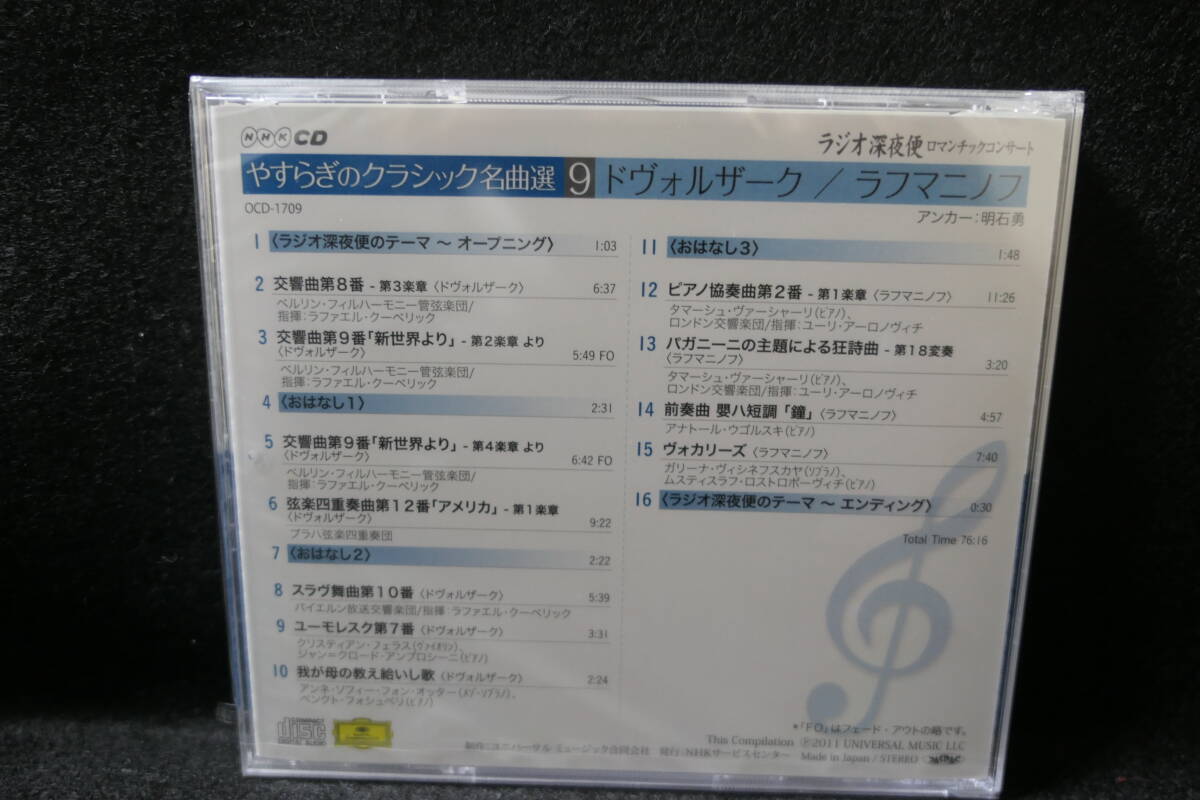 NHK CD
ラジオ深夜便 ロマンチックコンサート
やすらぎのクラシック名曲選 9 ドヴォルザーク / ラフマニノフ
OCD-1709
アンカー:明石勇
1 〈ラジオ深夜便のテーマ ～ オープニング〉 1:03
2 交響曲第8番 - 第3楽章〈ドヴォルザーク〉 6:37
ベルリン・フィルハーモニー管弦楽団/
指揮:ラファエル・クーベリック
3 交響曲第9番「新世界より」- 第2楽章 より
〈ドヴォルザーク〉 5:49 FO
ベルリン・フィルハーモニー管弦楽団/
指揮:ラファエル・クーベリック
4 〈おはなし1〉 2:31
5 交響曲第9番「新世界より」- 第4楽章 より
〈ドヴォルザーク〉 6:42 FO
ベルリン・フィルハーモニー管弦楽団/
指揮:ラファエル・クーベリック
6 弦楽四重奏曲第12番「アメリカ」- 第1楽章
〈ドヴォルザーク〉 9:22
プラハ弦楽四重奏団
7 〈おはなし2〉 2:22
8 スラヴ舞曲第10番〈ドヴォルザーク〉 5:39
バイエルン放送交響楽団/指揮:ラファエル・クーベリック
9 ユーモレスク第7番〈ドヴォルザーク〉 3:31
クリスティアン・フェラス(ヴァイオリン)、
ジャン=クロード・アンブロシーニ(ピアノ)
10 我が母の教え給いし歌〈ドヴォルザーク〉 2:24
アンネ・ソフィー・フォン・オッター(メゾ・ソプラノ)、
ベンクト・フォシュベリ(ピアノ)
11 〈おはなし3〉 1:48
12 ピアノ協奏曲第2番 - 第1楽章〈ラフマニノフ〉 11:26
タマーシュ・ヴァーシャーリ(ピアノ)、
ロンドン交響楽団/指揮:ユーリ・アーロノヴィチ
13 パガニーニの主題による狂詩曲 - 第18変奏
〈ラフマニノフ〉 3:20
タマーシュ・ヴァーシャーリ(ピアノ)、
ロンドン交響楽団/指揮:ユーリ・アーロノヴィチ
14 前奏曲 嬰ハ短調「鐘」〈ラフマニノフ〉 4:57
アナトール・ウゴルスキ(ピアノ)
15 ヴォカリーズ〈ラフマニノフ〉 7:40
ガリーナ・ヴィシネフスカヤ(ソプラノ)、
ムスティスラフ・ロストロポーヴィチ(ピアノ)
16 〈ラジオ深夜便のテーマ ～ エンディング〉 0:30
Total Time 76:16
*「FO」はフェード・アウトの略です。
This Compilation ℗2011 UNIVERSAL MUSIC LLC
制作:ユニバーサル ミュージック合同会社 発行:NHKサービスセンター Made in Japan / STEREO
COMPACT disc DIGITAL AUDIO